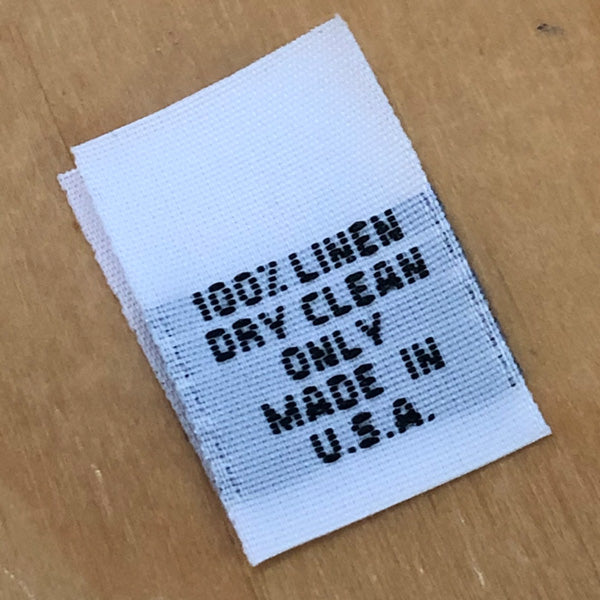 100% LINEN
DRY CLEAN
ONLY
MADE IN
U.S.A.